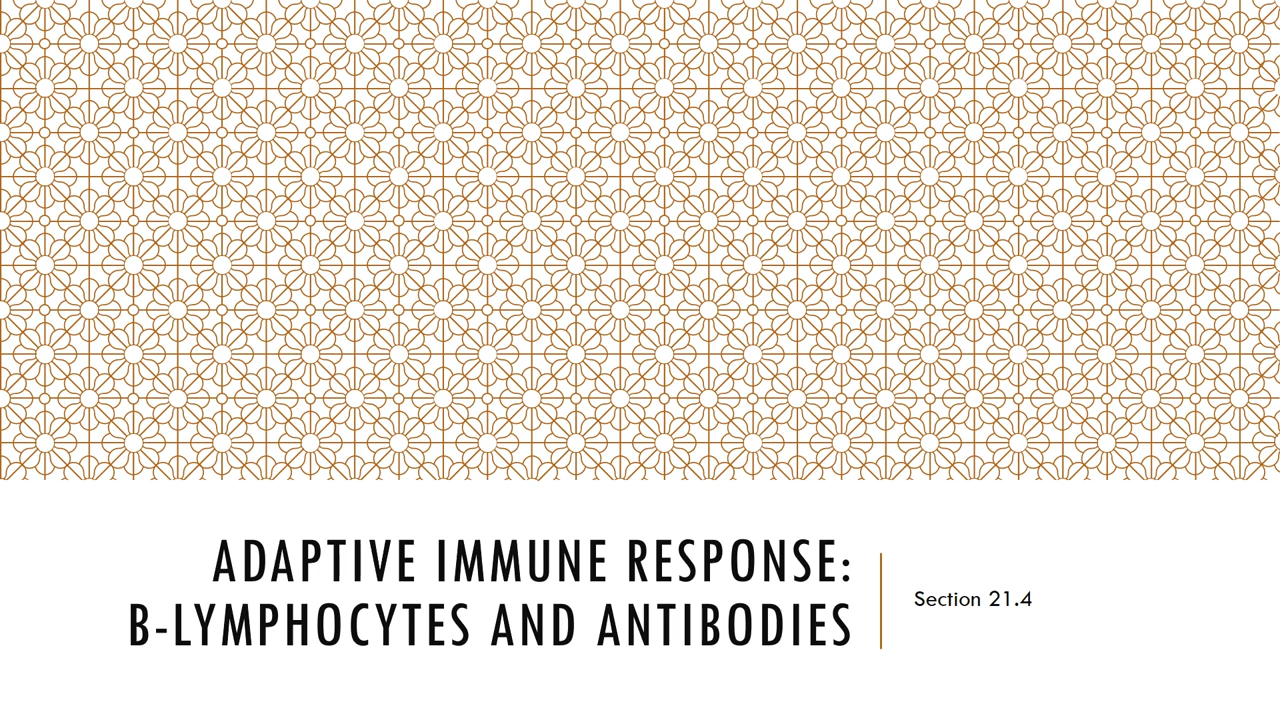 ADAPTIVE IMMUNE RESPONSE:
B-LYMPHOCYTES AND ANTIBODIES
Section 21.4